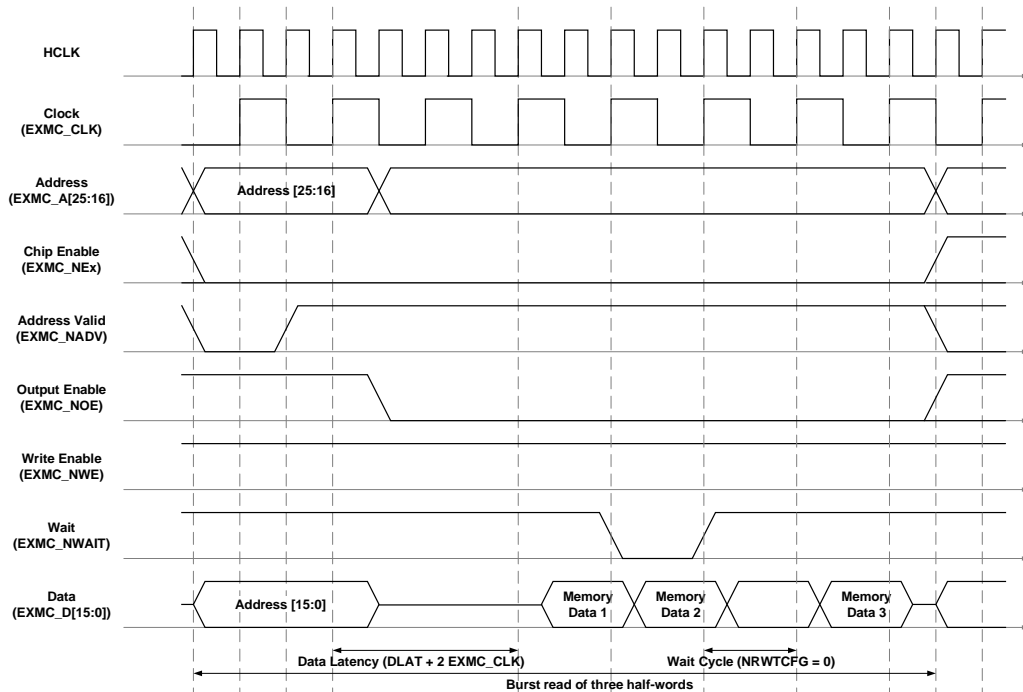 HCLK
Clock
(EXMC_CLK)
Address
(EXMC_A[25:16])
Address [25:16]
Chip Enable
(EXMC_NEx)
Address Valid
(EXMC_NADV)
Output Enable
(EXMC_NOE)
Write Enable
(EXMC_NWE)
Wait
(EXMC_NWAIT)
Data
(EXMC_D[15:0])
Address [15:0]
Memory
Data 1
Memory
Data 2
Memory
Data 3
Data Latency (DLAT + 2 EXMC_CLK)
Wait Cycle (NRWTCFG = 0)
Burst read of three half-words